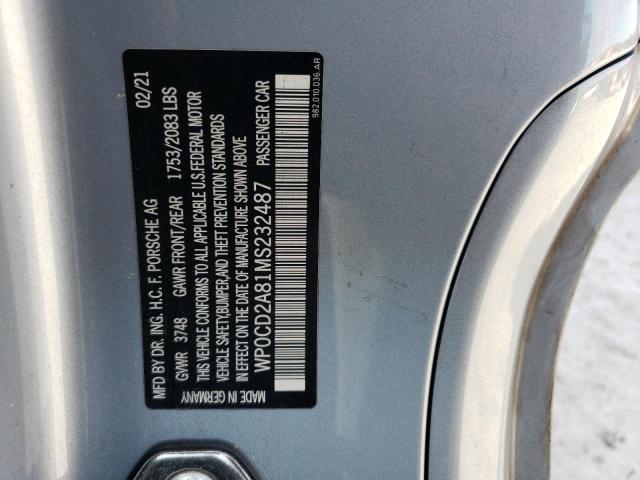 MFD BY DR. ING. H.C. F. PORSCHE AG 02/21
GVWR 3748 GAWR FRONT/REAR 1753/2083 LBS
THIS VEHICLE CONFORMS TO ALL APPLICABLE U.S.FEDERAL MOTOR
VEHICLE SAFETY,BUMPER,AND THEFT PREVENTION STANDARDS
IN EFFECT ON THE DATE OF MANUFACTURE SHOWN ABOVE
WP0CD2A81MS232487 PASSENGER CAR
MADE IN GERMANY
982.010.036.AR